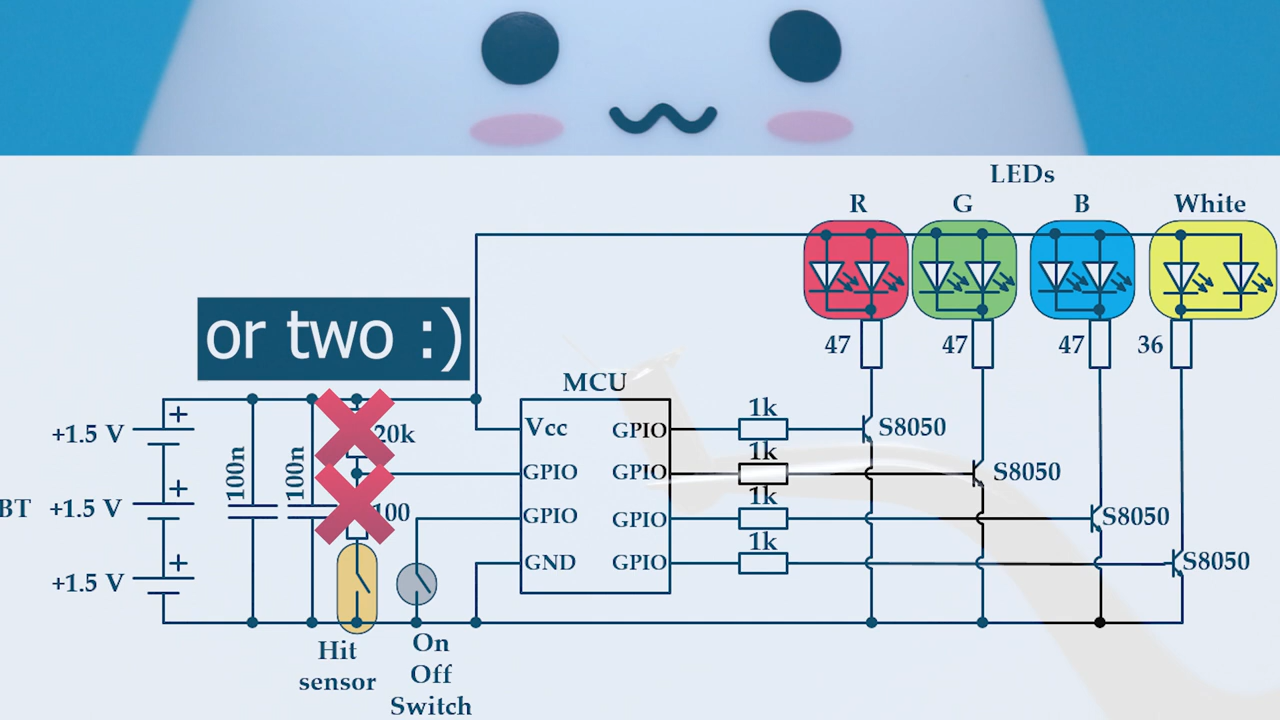 LEDs
R
G
B
White
or two :)
47
47
47
36
MCU
Vcc
GPIO
GPIO
GND
GPIO
GPIO
GPIO
GPIO
1k
1k
1k
1k
S8050
S8050
S8050
S8050
+1.5 V
+
BT
+1.5 V
+
+1.5 V
+
100n
100n
20k
100
Hit
sensor
On
Off
Switch